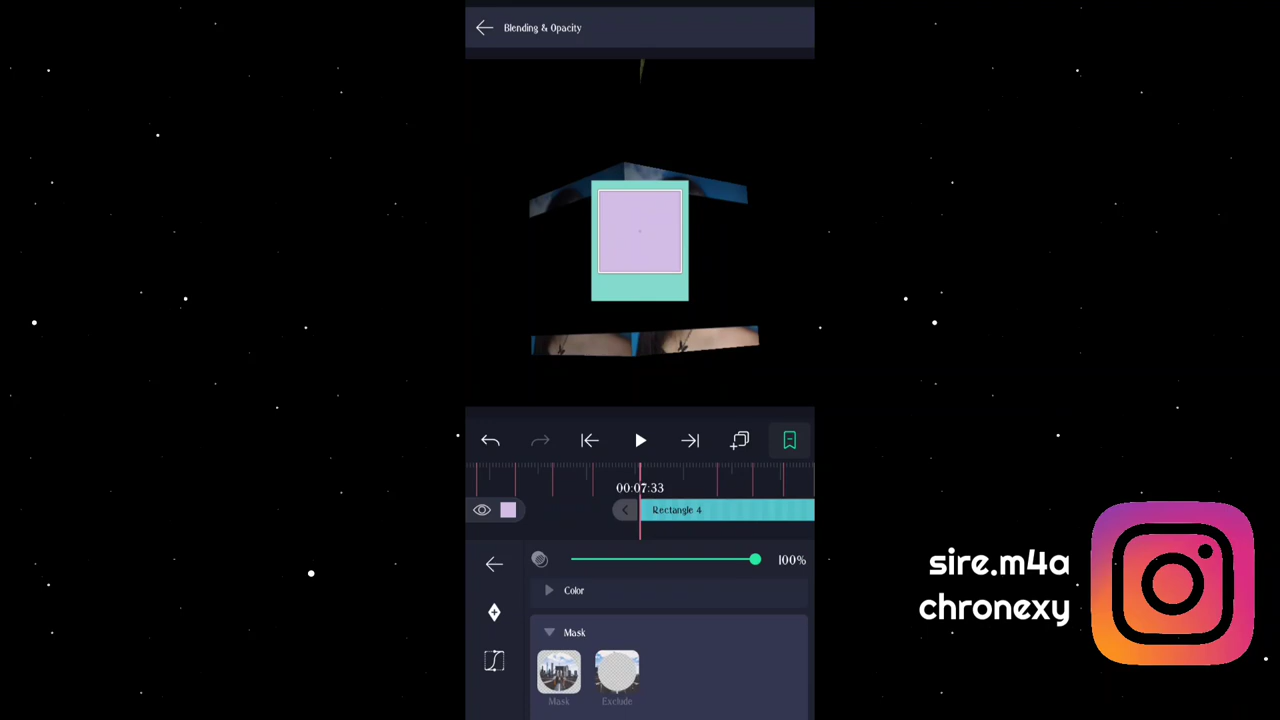 Blending & Opacity
00:07:33
Rectangle 4
100%
Color
Mask
Mask
Exclude
sire.m4a
chronexy